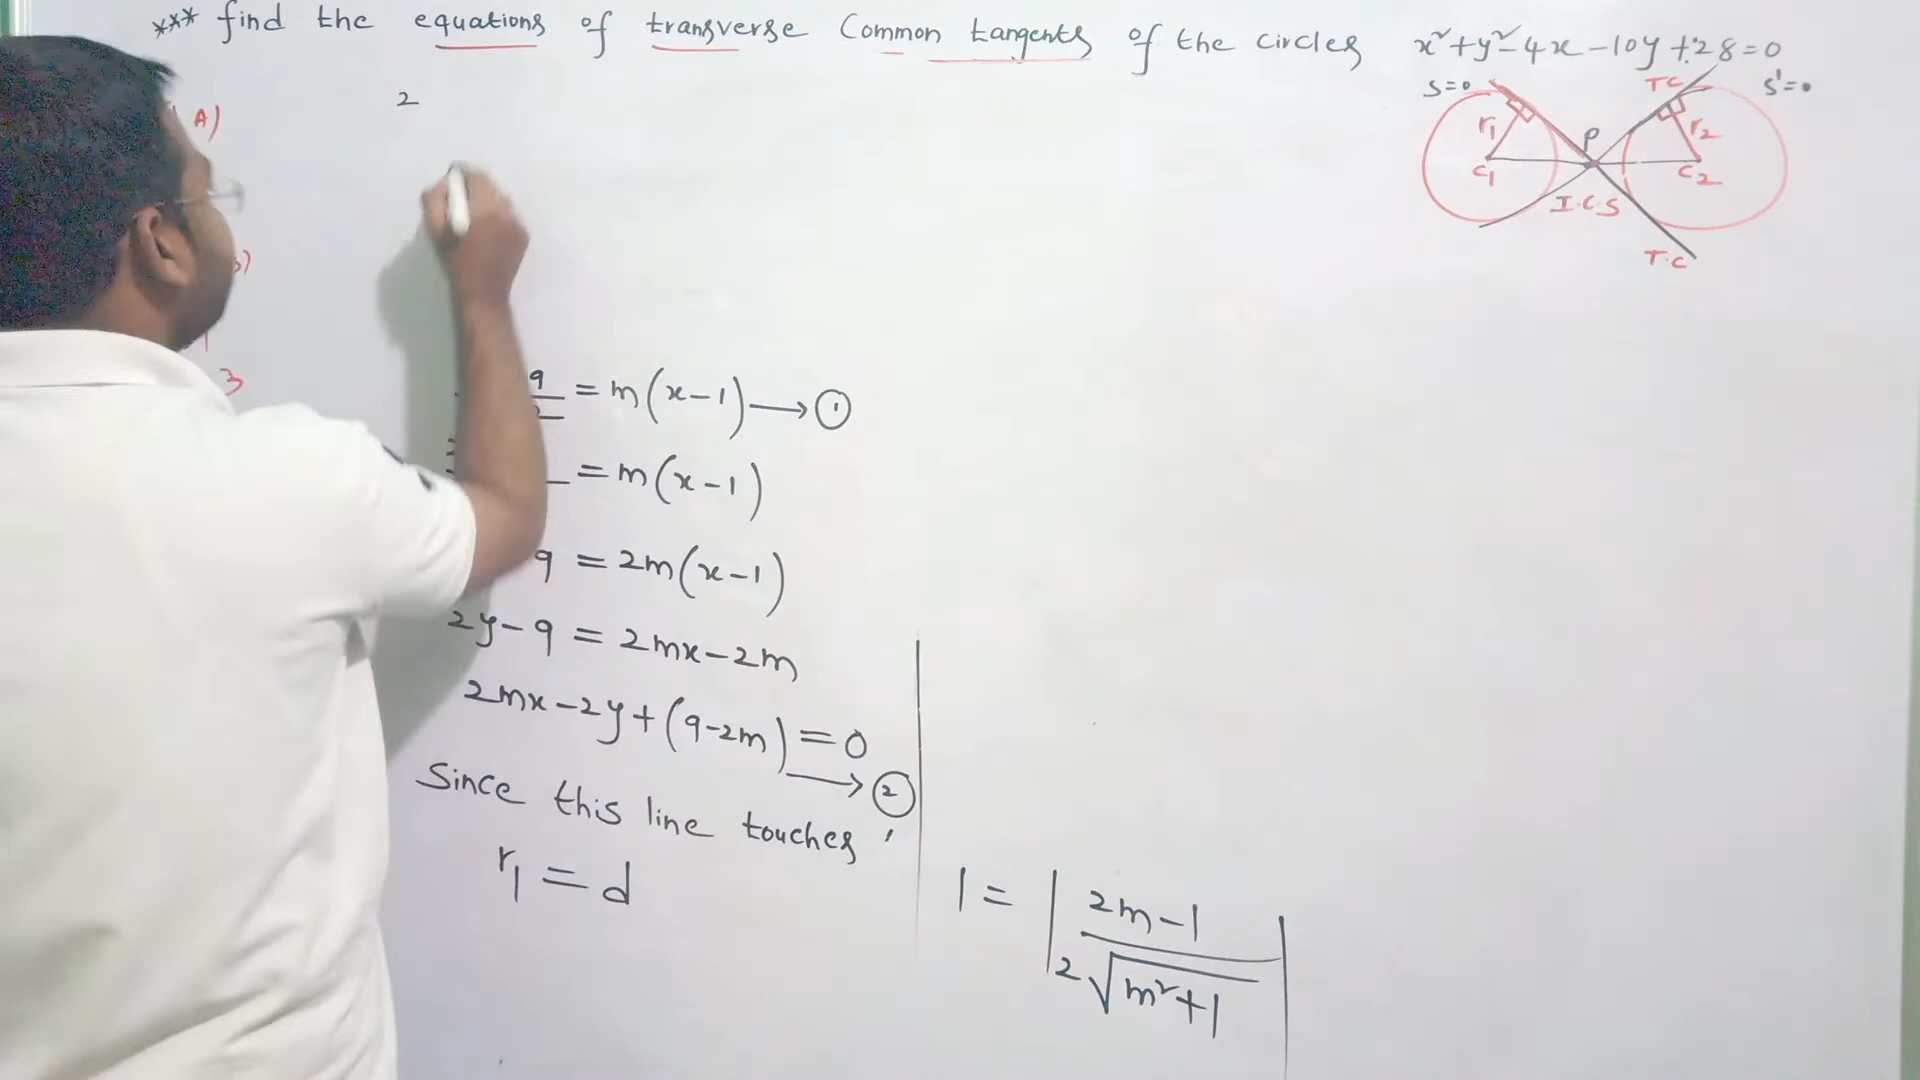 *** find the equations of transverse Common tangents of the circles x²+y²-4x-10y+28=0
S=0 TC S'=0
A)
2
r₁ P r₂
C₁ C₂
I.C.S
T.C
3
9 = m(x-1) → ①
= m(x-1)
9 = 2m(x-1)
2y-9 = 2mx-2m
2mx-2y+(9-2m)=0
→ ②
Since this line touches
r₁ = d
1 = |2m-1 / 2√m²+1|